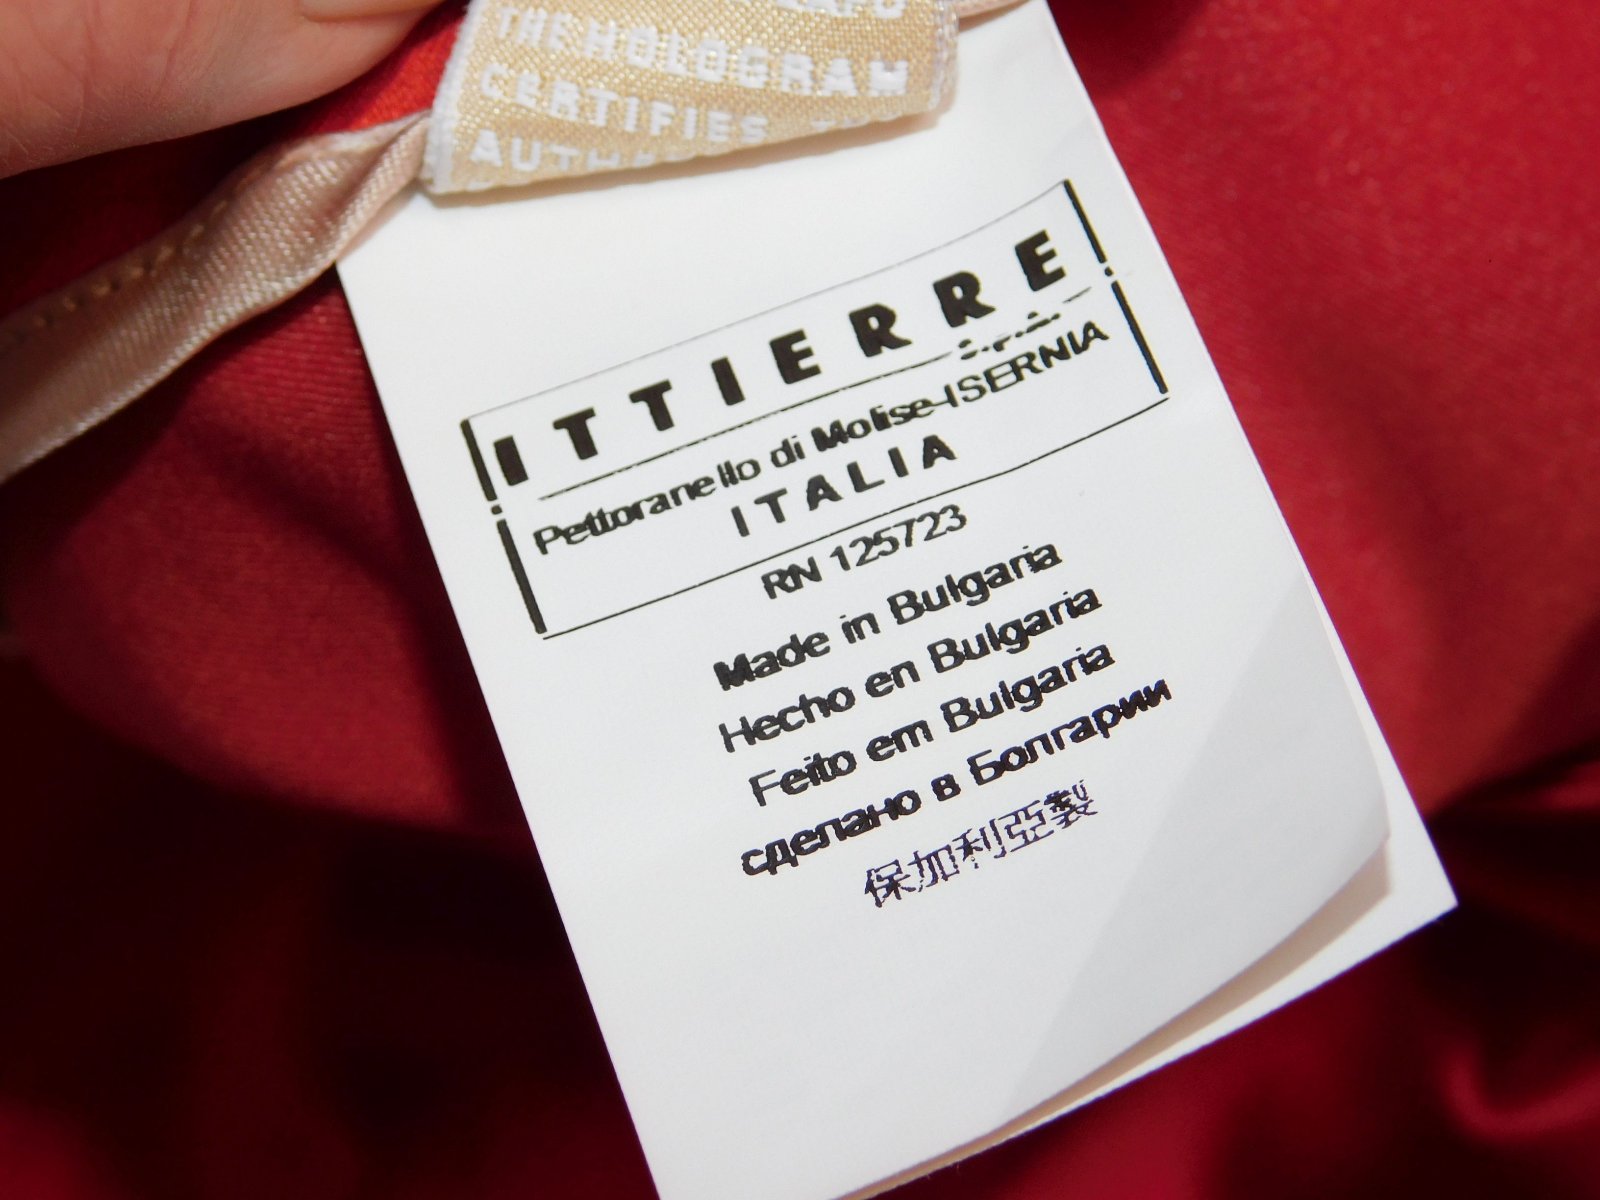 THE HOLOGRAM
CERTIFIES
ITTIERRE
S.p.A.
Pettoranello di Molise-ISERNIA
ITALIA
RN 125723
Made in Bulgaria
Hecho en Bulgaria
Feito em Bulgaria
сделано в Болгарии
保加利亞製